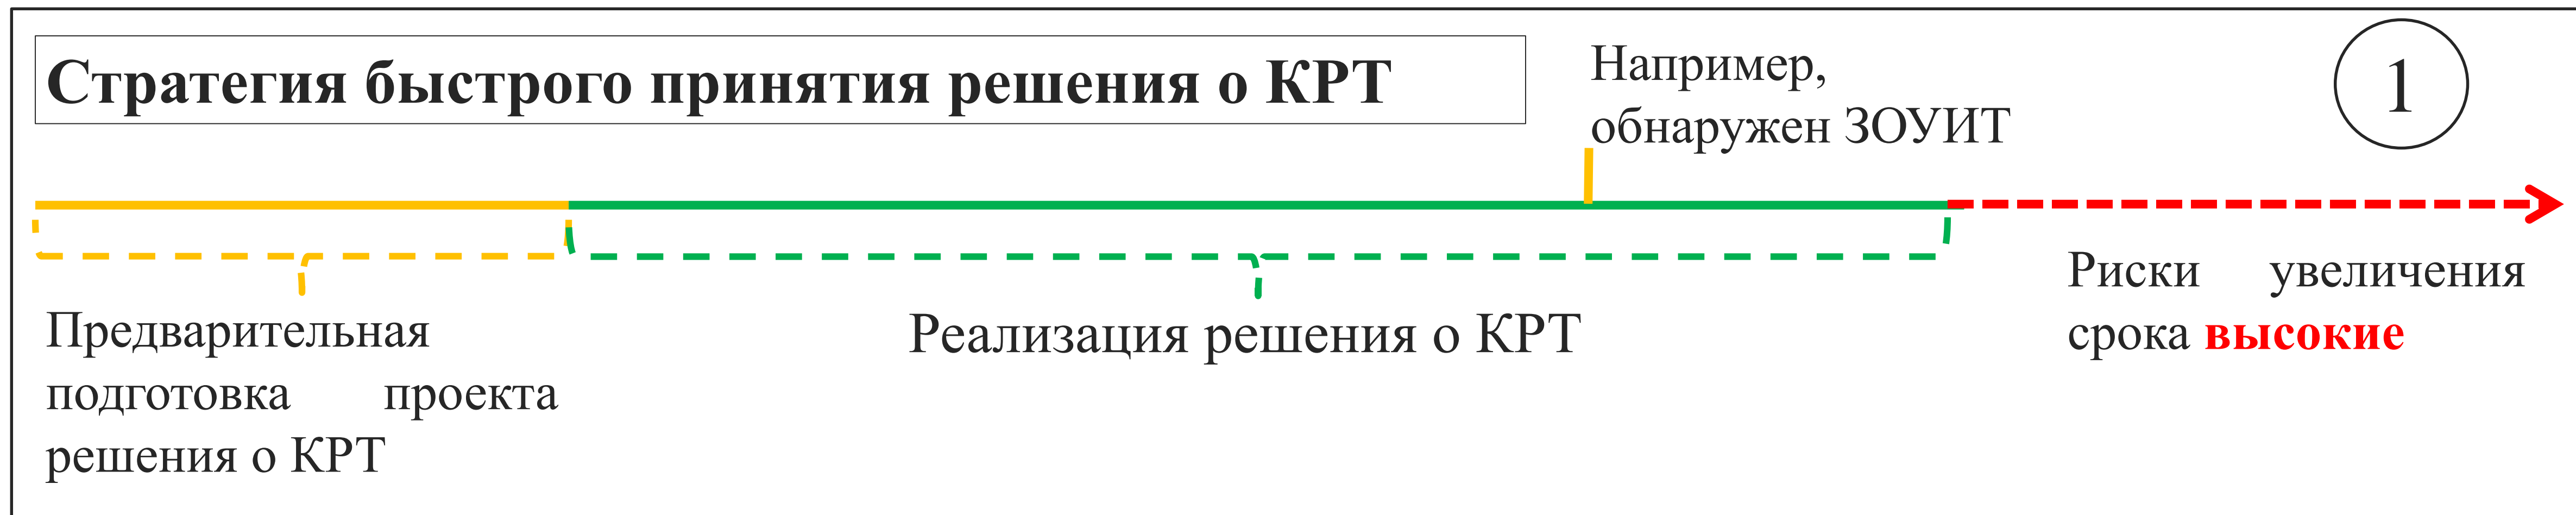 Стратегия быстрого принятия решения о КРТ
Например,
обнаружен ЗОУИТ
1
Предварительная
подготовка проекта
решения о КРТ
Реализация решения о КРТ
Риски увеличения
срока высокие